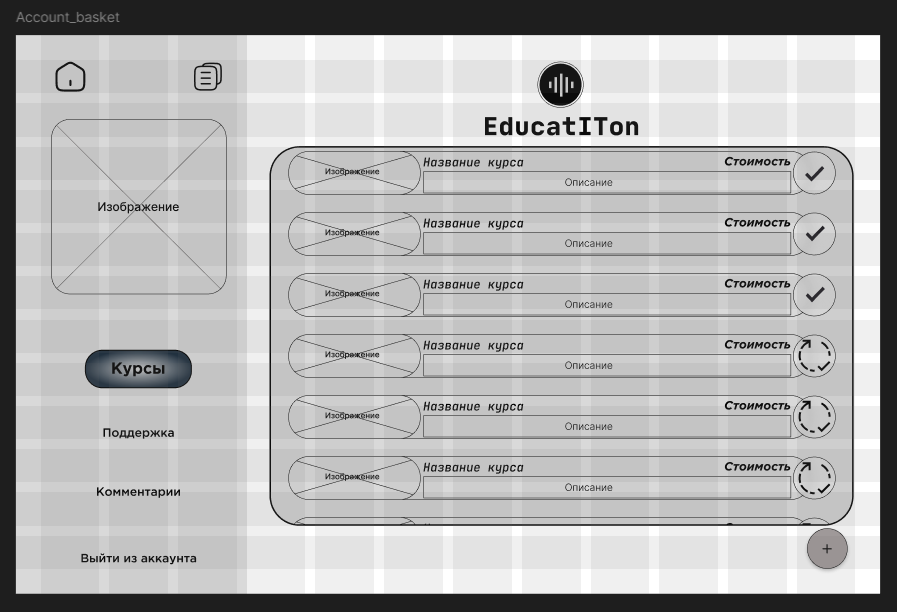 Account_basket
EducatITon
Изображение
Курсы
Поддержка
Комментарии
Выйти из аккаунта
Изображение
Название курса
Стоимость
Описание
Изображение
Название курса
Стоимость
Описание
Изображение
Название курса
Стоимость
Описание
Изображение
Название курса
Стоимость
Описание
Изображение
Название курса
Стоимость
Описание
Изображение
Название курса
Стоимость
Описание
+